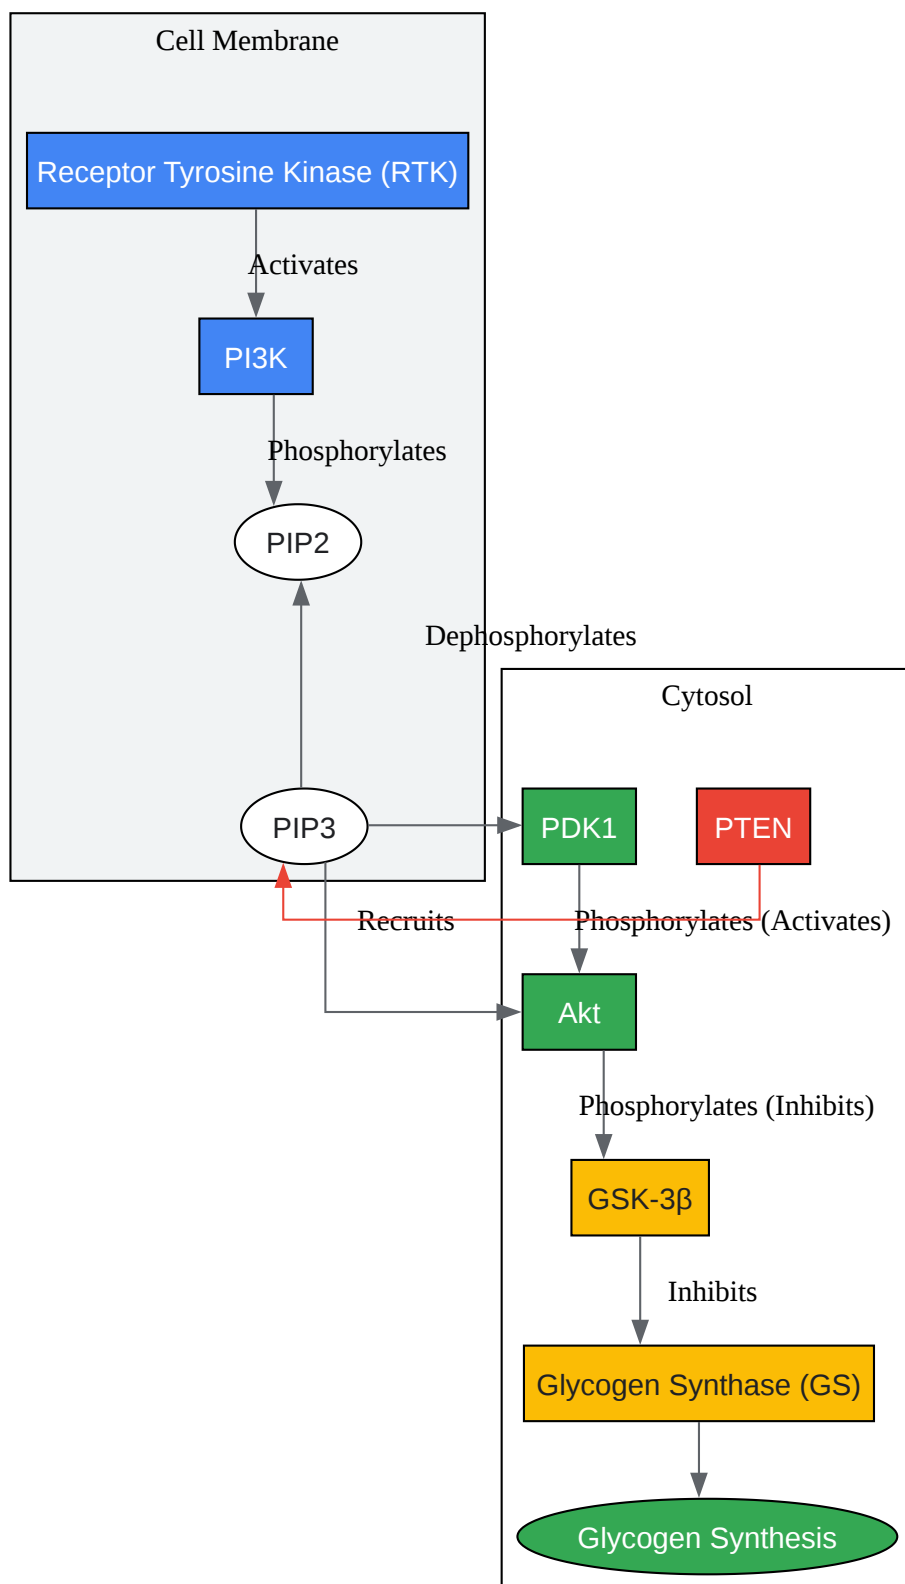 Cell Membrane
Receptor Tyrosine Kinase (RTK)
Activates
PI3K
Phosphorylates
PIP2
Dephosphorylates
Cytosol
PIP3
PDK1
PTEN
Recruits
Phosphorylates (Activates)
Akt
Phosphorylates (Inhibits)
GSK-3β
Inhibits
Glycogen Synthase (GS)
Glycogen Synthesis